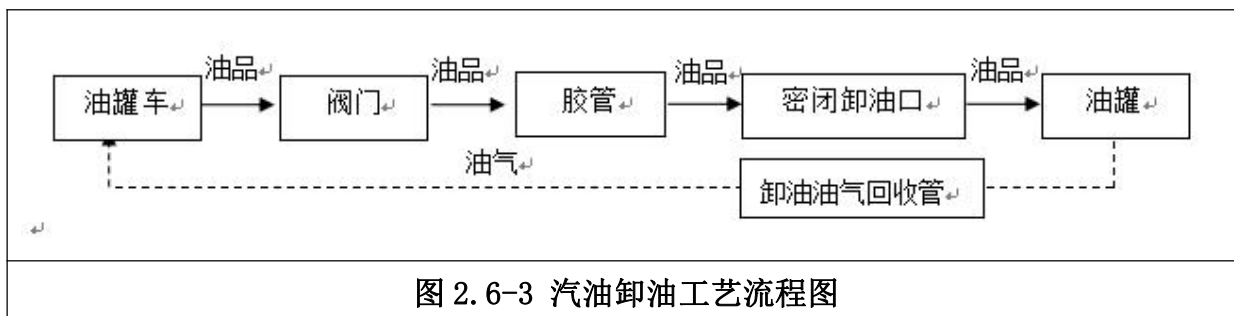 油品 油品 油品 油品
油罐车 阀门 胶管 密闭卸油口 油罐
油气
卸油油气回收管
图 2.6-3 汽油卸油工艺流程图